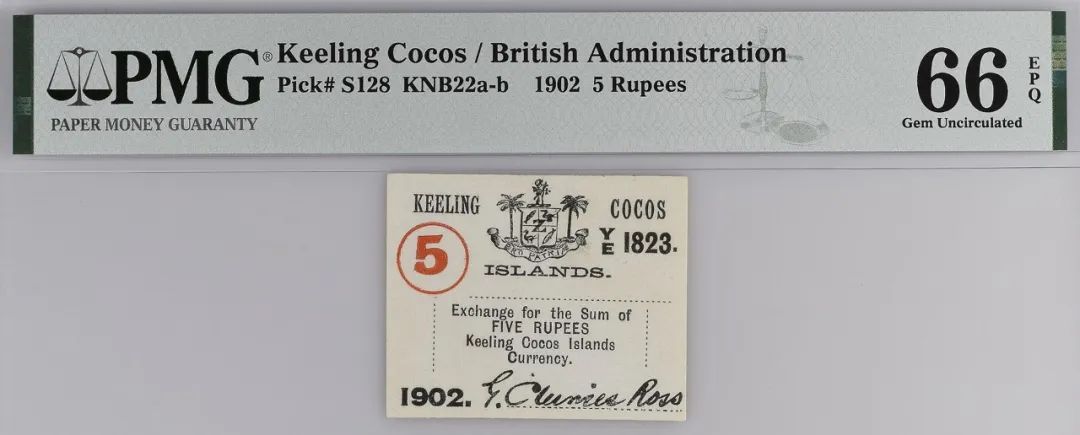 PMG®
PAPER MONEY GUARANTY
Keeling Cocos / British Administration
Pick# S128 KNB22a-b 1902 5 Rupees
66
EPQ
Gem Uncirculated
KEELING COCOS
5
Z
PRO PATRIA
YE 1823.
ISLANDS.
Exchange for the Sum of
FIVE RUPEES
Keeling Cocos Islands
Currency.
1902. G. Clunies Ross